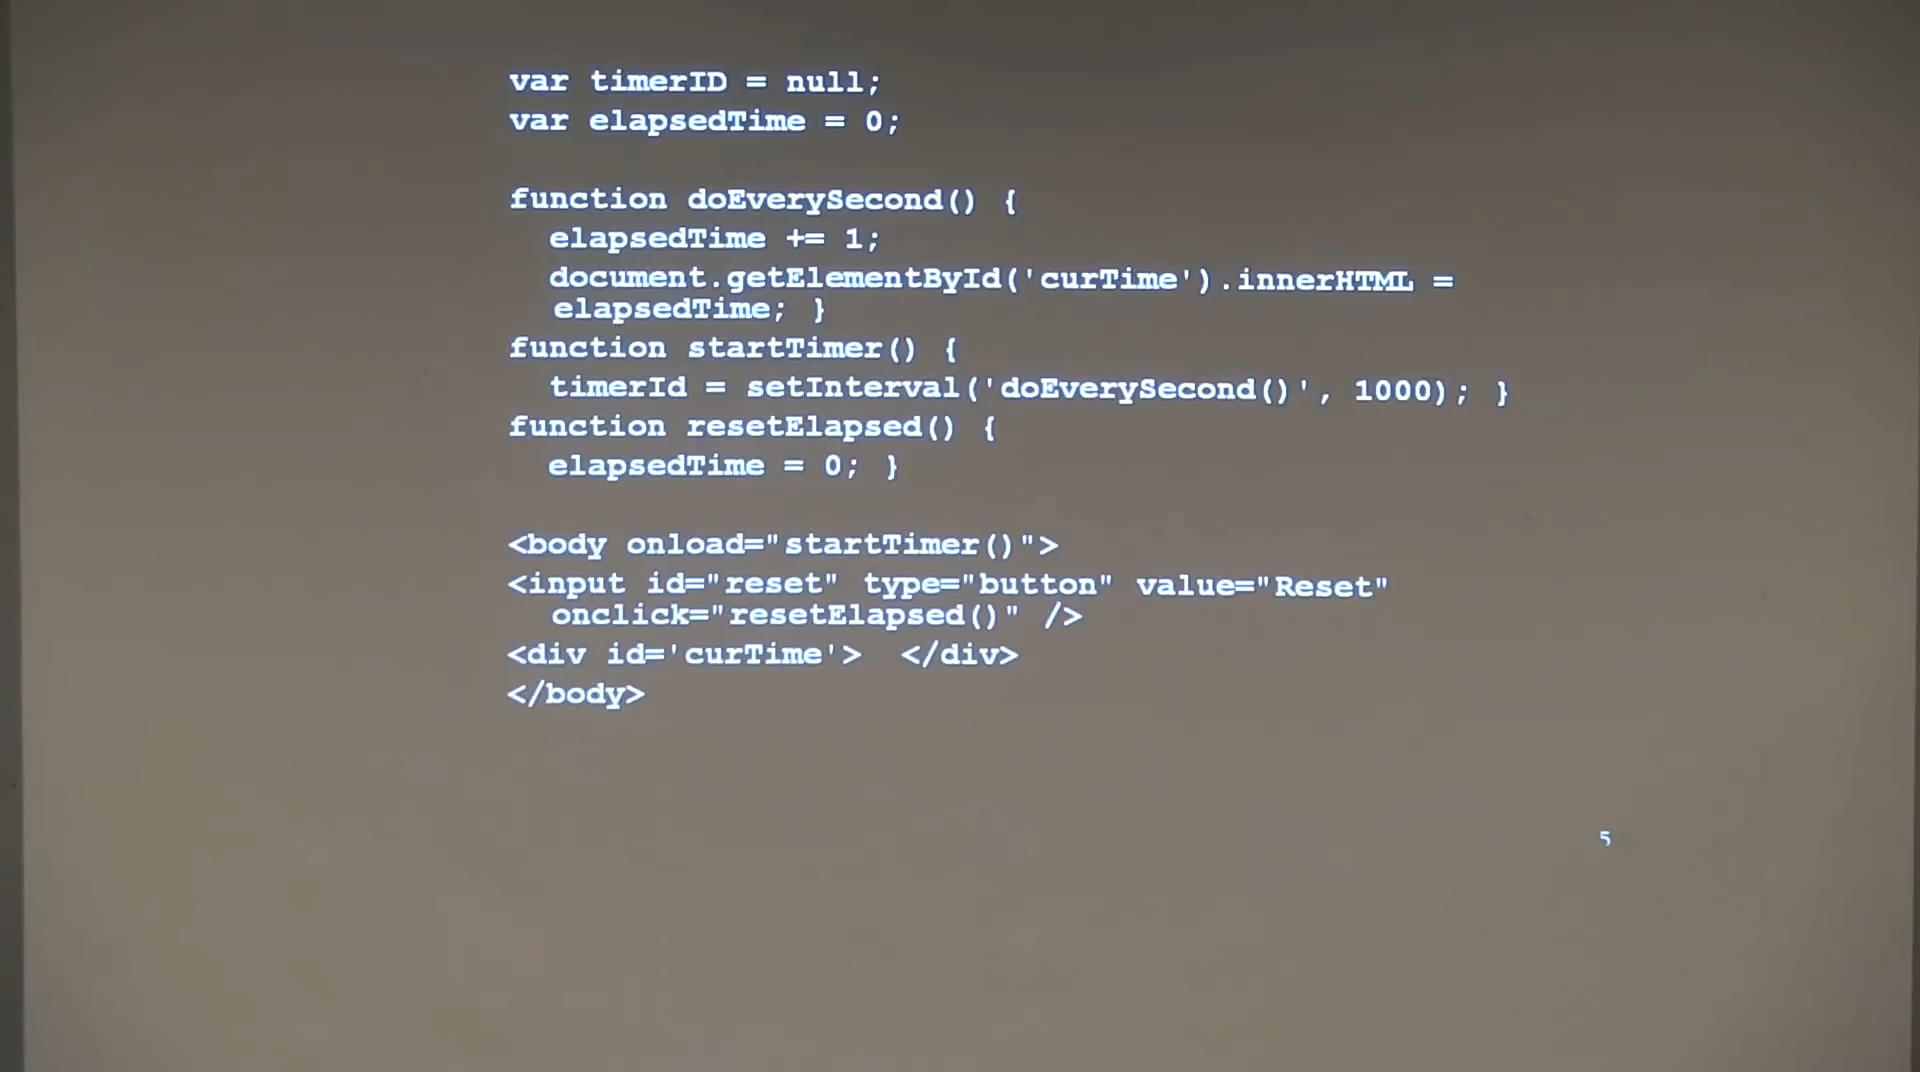 var timerID = null;
var elapsedTime = 0;
function doEverySecond() {
elapsedTime += 1;
document.getElementById('curTime').innerHTML =
elapsedTime; }
function startTimer() {
timerId = setInterval('doEverySecond()', 1000); }
function resetElapsed() {
elapsedTime = 0; }
<body onload="startTimer()">
<input id="reset" type="button" value="Reset"
onclick="resetElapsed()" />
<div id='curTime'>  </div>
</body>
5